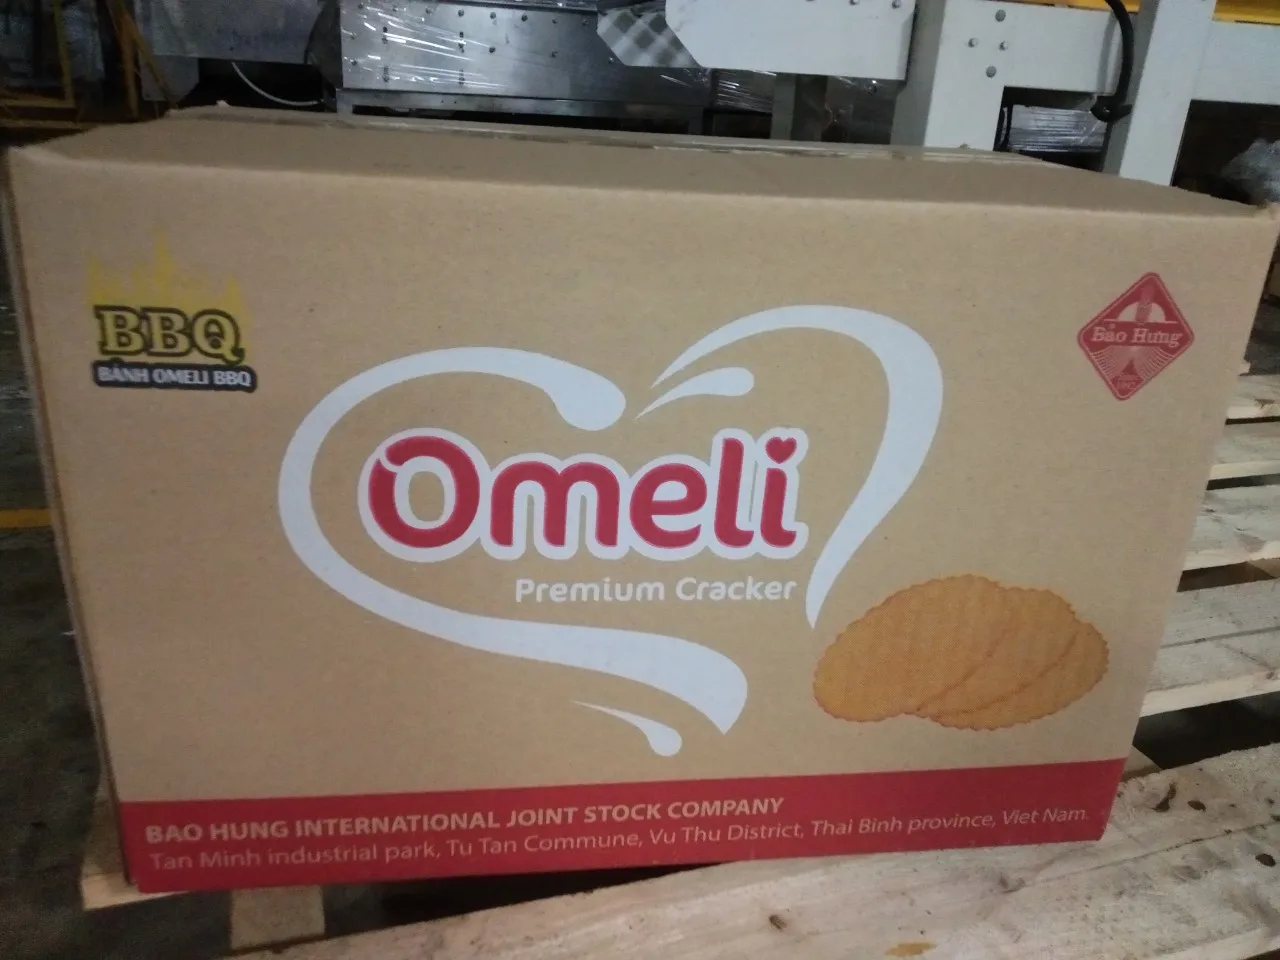 BBQ
BÁNH OMELI BBQ
Bảo Hưng
Omeli
Premium Cracker
BAO HUNG INTERNATIONAL JOINT STOCK COMPANY
Tan Minh industrial park, Tu Tan Commune, Vu Thu District, Thai Binh province, Viet Nam.